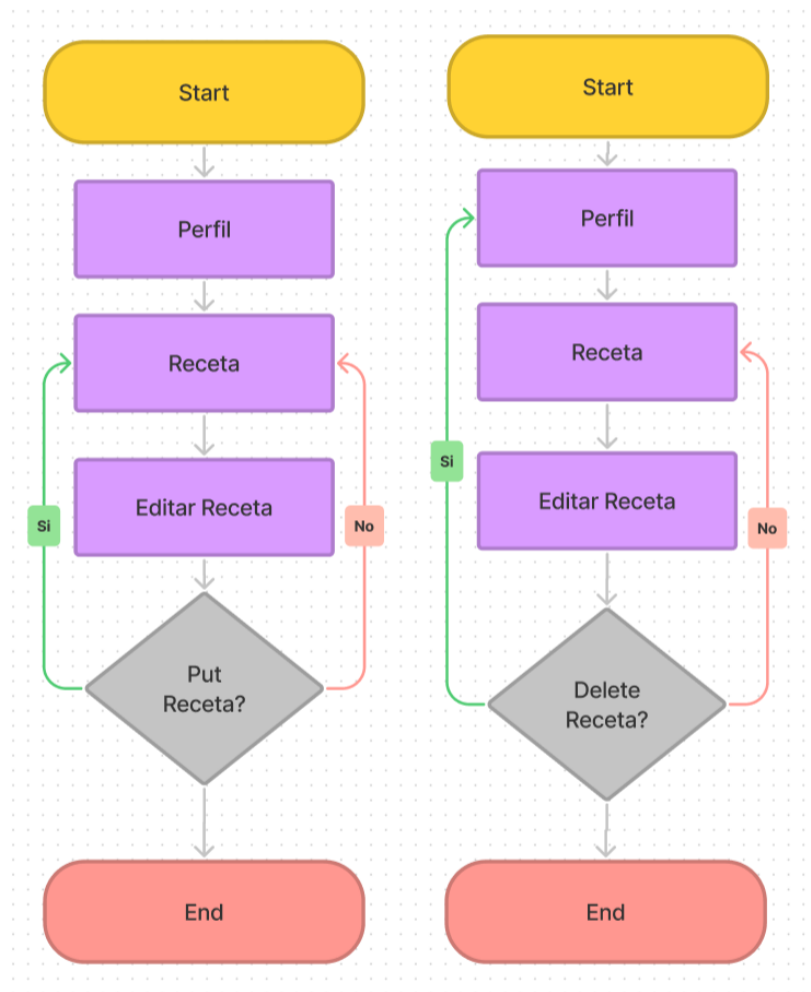 Start
Perfil
Receta
Editar Receta
Si
No
Put
Receta?
End
Start
Perfil
Receta
Si
Editar Receta
No
Delete
Receta?
End